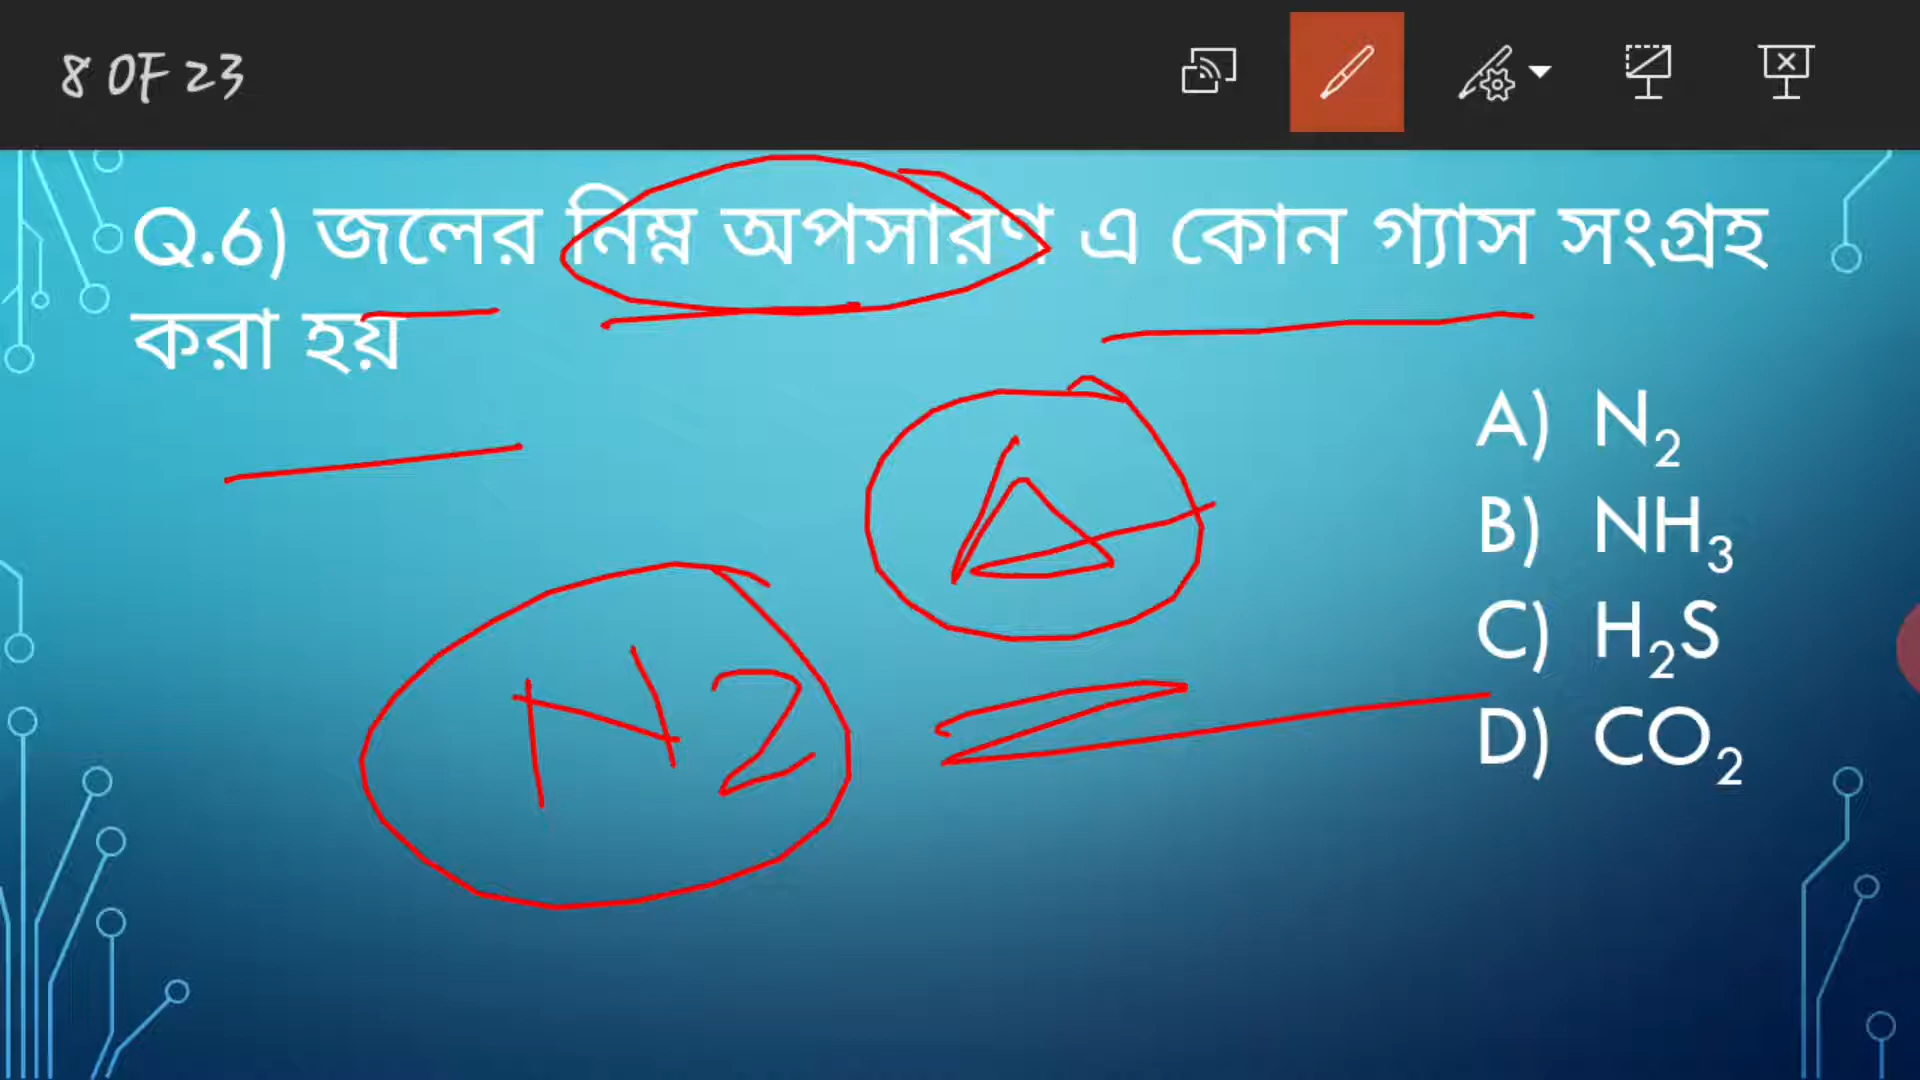 8 OF 23
Q.6) জলের নিম্ন অপসারণ এ কোন গ্যাস সংগ্রহ
করা হয়
A) N₂
B) NH₃
C) H₂S
D) CO₂
A
N2